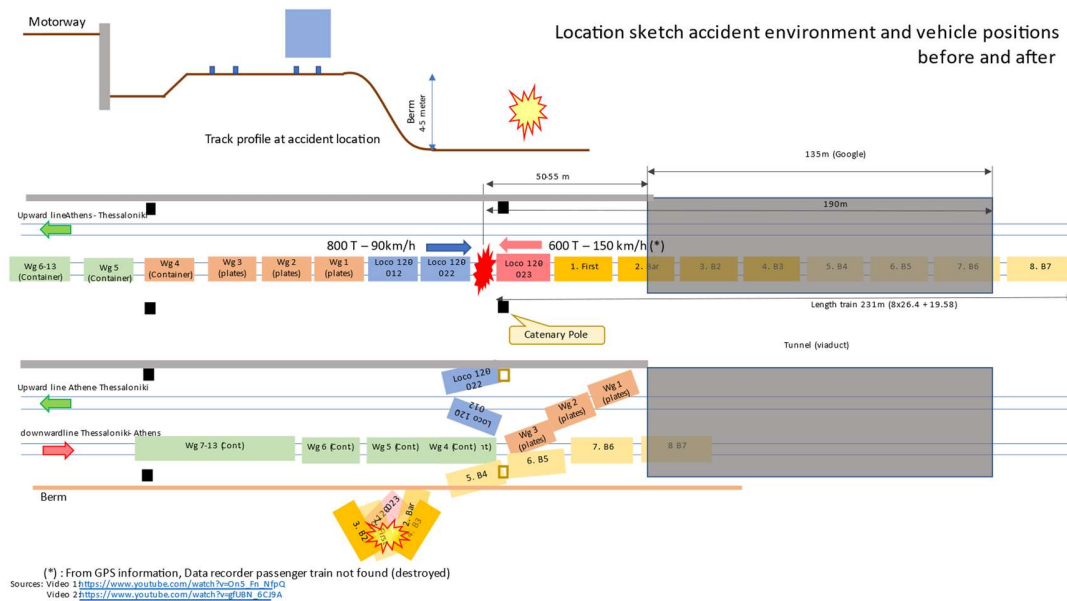 Motorway
Location sketch accident environment and vehicle positions
before and after
Berm
4-5 meter
Track profile at accident location
135m (Google)
50-55 m
190m
Upward line Athens - Thessaloniki
800 T – 90km/h
600 T – 150 km/h (*)
Wg 6-13
(Container)
Wg 5
(Container)
Wg 4
(Container)
Wg 3
(plates)
Wg 2
(plates)
Wg 1
(plates)
Loco 120
012
Loco 120
022
Loco 120
023
1. First
2. Bar
3. B2
4. B3
5. B4
6. B5
7. B6
8. B7
Length train 231m (8x26.4 + 19.58)
Catenary Pole
Tunnel (viaduct)
Upward line Athene Thessaloniki
Loco 120
022
Loco 120
012
Wg 1
(plates)
Wg 2
(plates)
Wg 3
(plates)
downward line Thessaloniki - Athens
Wg 7-13 (Cont)
Wg 6 (Cont)
Wg 5 (Cont)
Wg 4 (Cont)
5. B4
6. B5
7. B6
8 B7
Berm
3. B2
023
First
2. Bar
4. B3
(*) : From GPS information, Data recorder passenger train not found (destroyed)
Sources: Video 1: https://www.youtube.com/watch?v=On5_Fn_NfpQ
Video 2: https://www.youtube.com/watch?v=gfUBN_6CJ9A